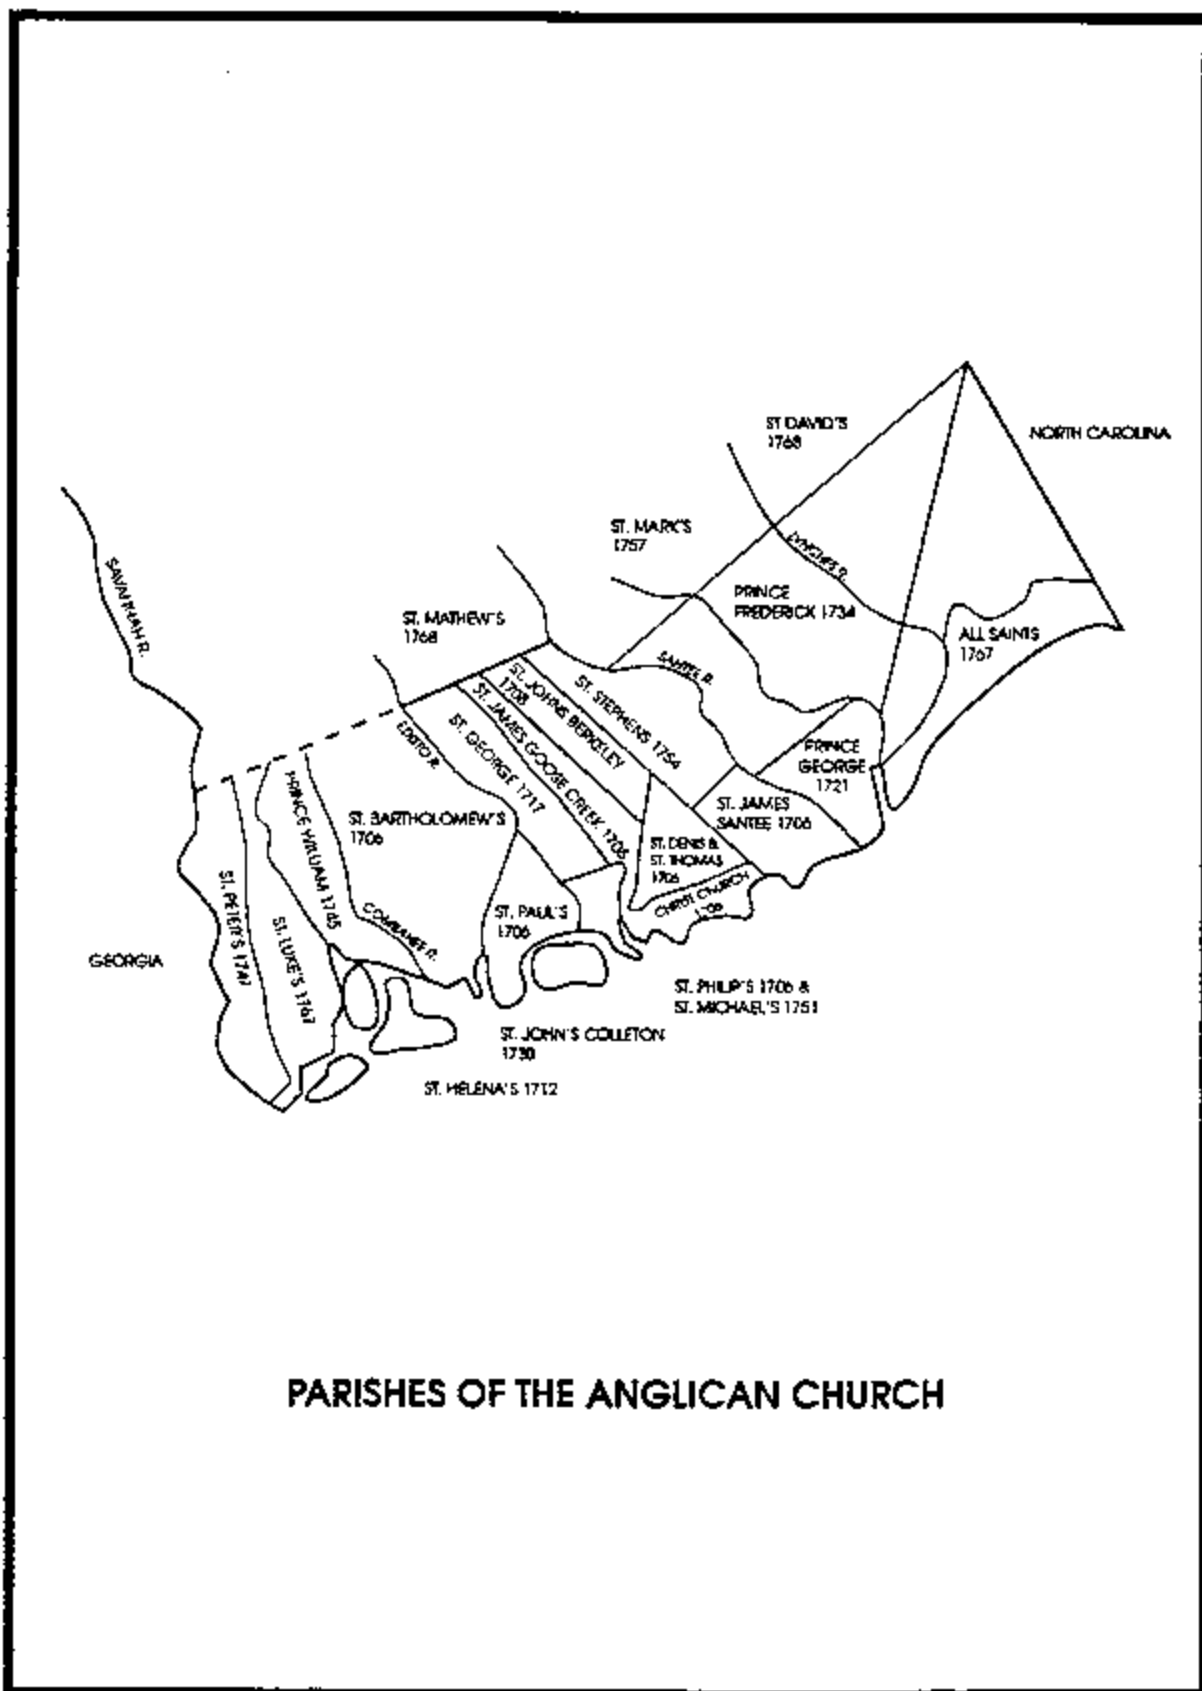 ST DAVID'S
1768
NORTH CAROLINA
ST. MARK'S
1757
LYNCHES R.
SAVANNAH R.
PRINCE
FREDERICK 1734
ST. MATHEW'S
1768
ALL SAINTS
1767
SANTEE R.
ST. STEPHENS 1754
ST. JOHNS BERKELEY
1708
ST. JAMES GOOSE CREEK 1706
ST. GEORGE 1717
EDISTO R.
PRINCE
GEORGE
1721
PRINCE WILLIAM 1745
ST. BARTHOLOMEW'S
1706
ST. JAMES
SANTEE 1706
ST. DENIS &
ST. THOMAS
1706
CHRIST CHURCH
1706
ST. PETER'S 1747
ST. LUKE'S 1767
COMBAHEE R.
ST. PAUL'S
1706
GEORGIA
ST. PHILIP'S 1706 &
ST. MICHAEL'S 1751
ST. JOHN'S COLLETON
1730
ST. HELENA'S 1712
PARISHES OF THE ANGLICAN CHURCH